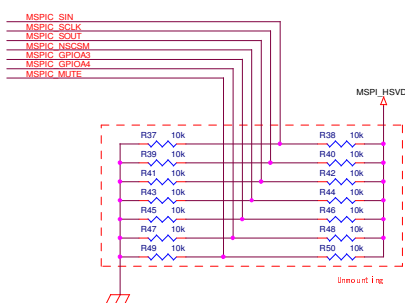 MSPIC_SIN
MSPIC_SCLK
MSPIC_SOUT
MSPIC_NSCSM
MSPIC_GPIOA3
MSPIC_GPIOA4
MSPIC_MUTE
MSPI_HSVD
R37 10k R38 10k
R39 10k R40 10k
R41 10k R42 10k
R43 10k R44 10k
R45 10k R46 10k
R47 10k R48 10k
R49 10k R50 10k
Unmounting